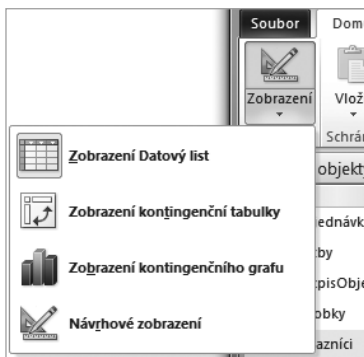 Soubor Dom
Zobrazení Vlož
Schrán
Zobrazení Datový list
objekt
Zobrazení kontingenční tabulky
ednávk
by
Zobrazení kontingenčního grafu
pisObje
obky
Návrhové zobrazení
azníci